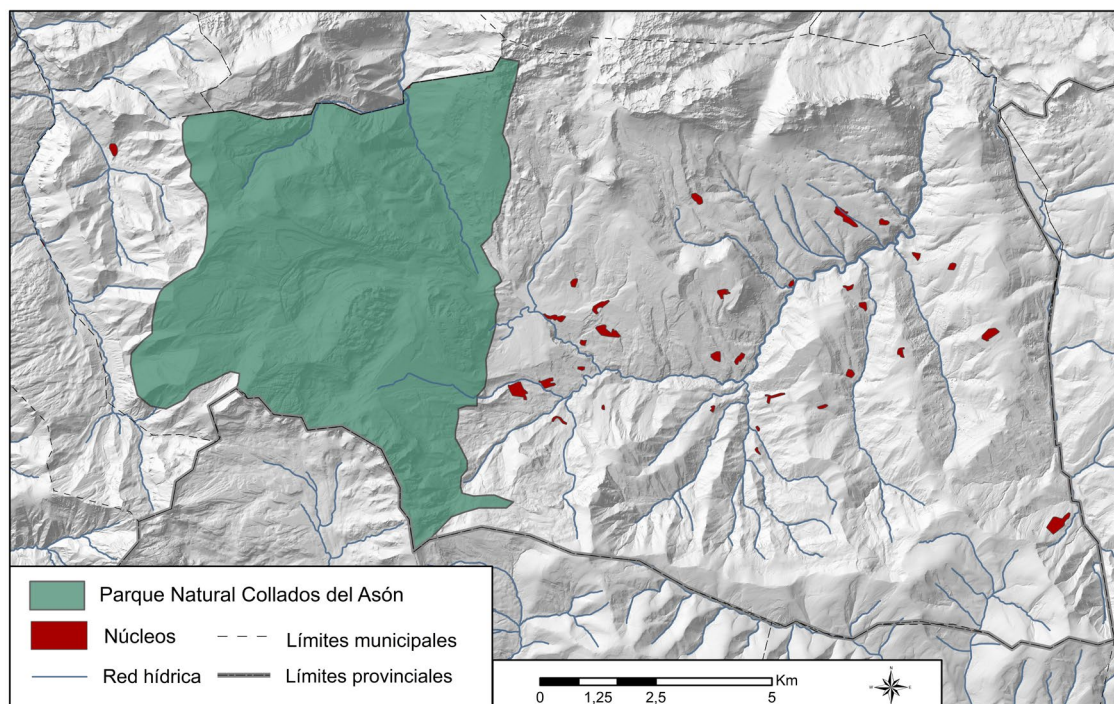 Parque Natural Collados del Asón
Núcleos
Límites municipales
Red hídrica
Límites provinciales
Km
0 1,25 2,5 5
N